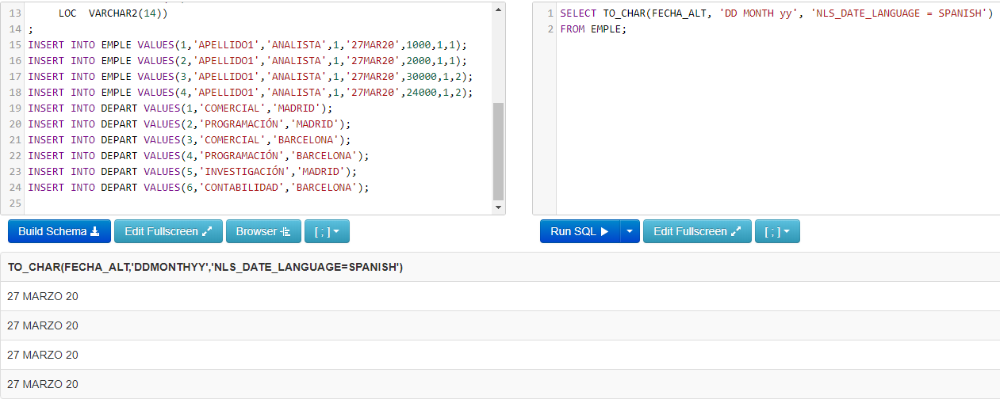 13 LOC VARCHAR2(14))
14 ;
15 INSERT INTO EMPLE VALUES(1,'APELLIDO1','ANALISTA',1,'27MAR20',1000,1,1);
16 INSERT INTO EMPLE VALUES(2,'APELLIDO1','ANALISTA',1,'27MAR20',2000,1,1);
17 INSERT INTO EMPLE VALUES(3,'APELLIDO1','ANALISTA',1,'27MAR20',30000,1,2);
18 INSERT INTO EMPLE VALUES(4,'APELLIDO1','ANALISTA',1,'27MAR20',24000,1,2);
19 INSERT INTO DEPART VALUES(1,'COMERCIAL','MADRID');
20 INSERT INTO DEPART VALUES(2,'PROGRAMACIÓN','MADRID');
21 INSERT INTO DEPART VALUES(3,'COMERCIAL','BARCELONA');
22 INSERT INTO DEPART VALUES(4,'PROGRAMACIÓN','BARCELONA');
23 INSERT INTO DEPART VALUES(5,'INVESTIGACIÓN','MADRID');
24 INSERT INTO DEPART VALUES(6,'CONTABILIDAD','BARCELONA');
25
Build Schema Edit Fullscreen Browser [ ; ]
1 SELECT TO_CHAR(FECHA_ALT, 'DD MONTH yy', 'NLS_DATE_LANGUAGE = SPANISH')
2 FROM EMPLE;
Run SQL Edit Fullscreen [ ; ]
TO_CHAR(FECHA_ALT,'DDMONTHYY','NLS_DATE_LANGUAGE=SPANISH')
27 MARZO 20
27 MARZO 20
27 MARZO 20
27 MARZO 20